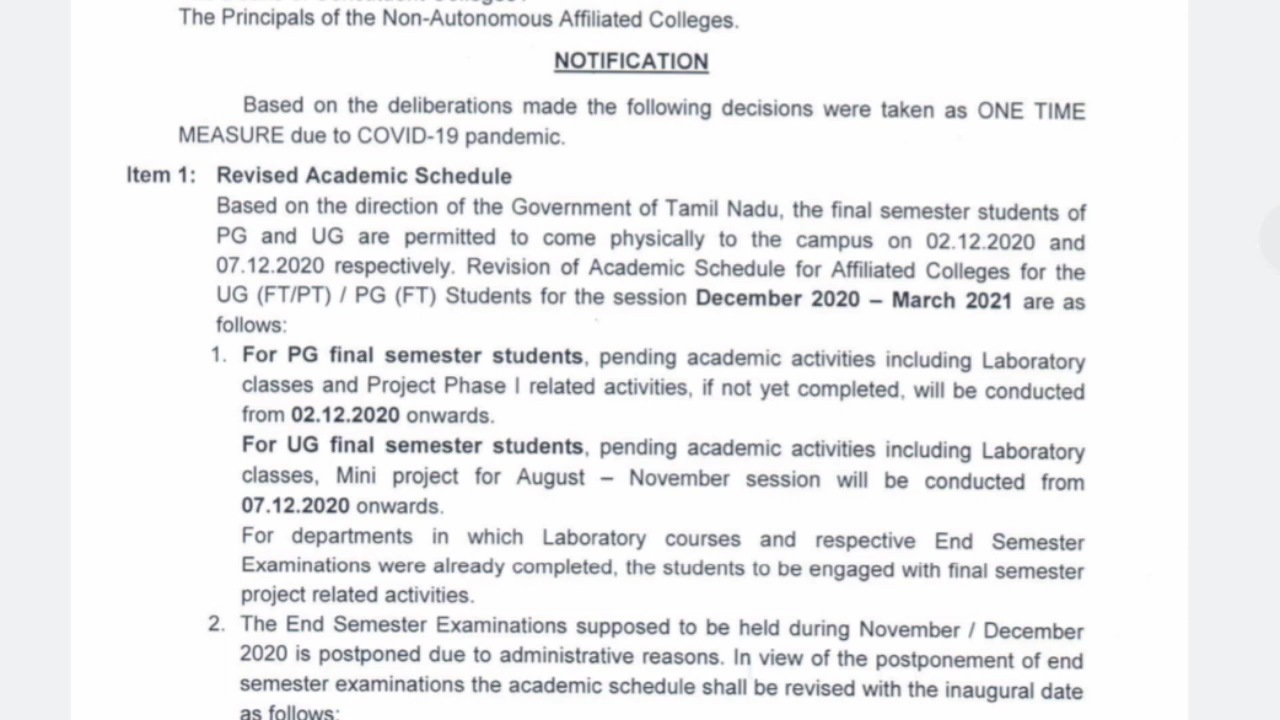 The Principals of the Non-Autonomous Affiliated Colleges.
NOTIFICATION
Based on the deliberations made the following decisions were taken as ONE TIME
MEASURE due to COVID-19 pandemic.
Item 1: Revised Academic Schedule
Based on the direction of the Government of Tamil Nadu, the final semester students of
PG and UG are permitted to come physically to the campus on 02.12.2020 and
07.12.2020 respectively. Revision of Academic Schedule for Affiliated Colleges for the
UG (FT/PT) / PG (FT) Students for the session December 2020 – March 2021 are as
follows:
1. For PG final semester students, pending academic activities including Laboratory
classes and Project Phase I related activities, if not yet completed, will be conducted
from 02.12.2020 onwards.
For UG final semester students, pending academic activities including Laboratory
classes, Mini project for August – November session will be conducted from
07.12.2020 onwards.
For departments in which Laboratory courses and respective End Semester
Examinations were already completed, the students to be engaged with final semester
project related activities.
2. The End Semester Examinations supposed to be held during November / December
2020 is postponed due to administrative reasons. In view of the postponement of end
semester examinations the academic schedule shall be revised with the inaugural date
as follows: